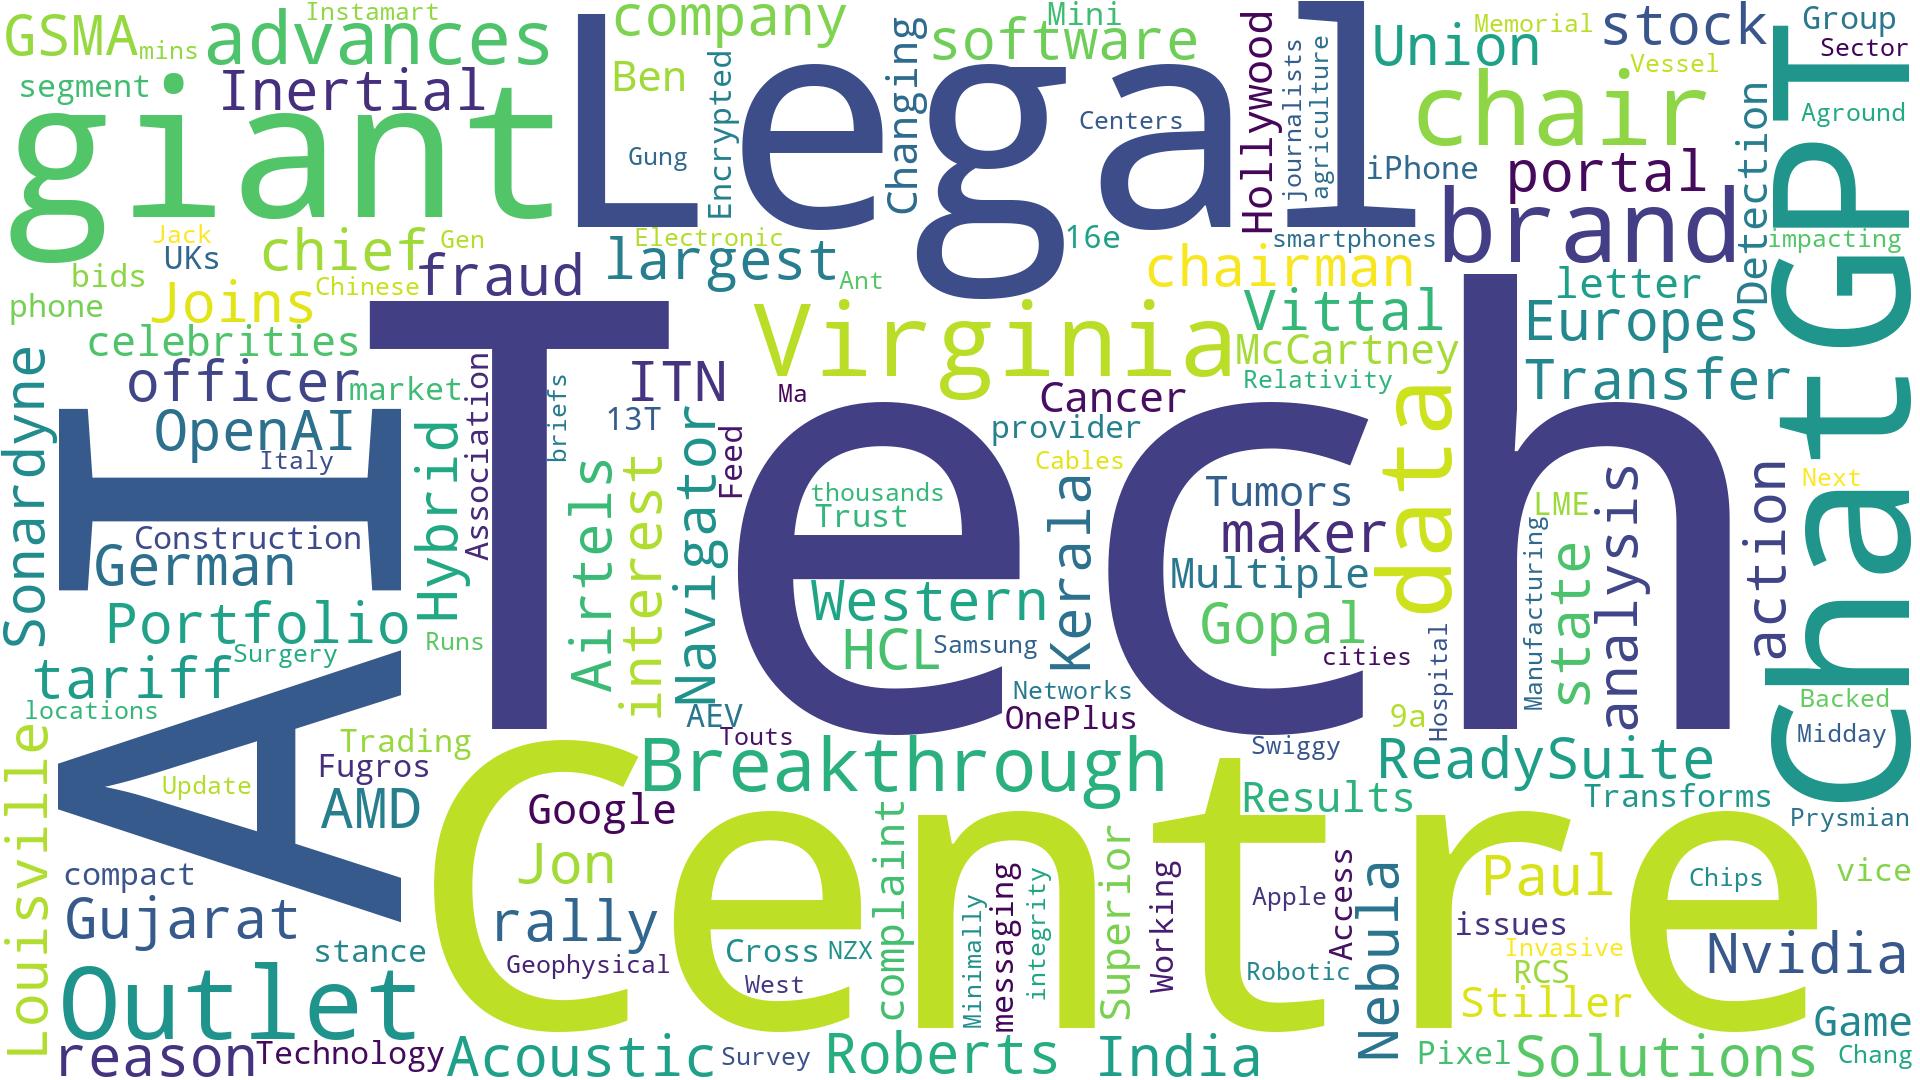 GSMA
mins
Instamart
advances
company
Mini
software
Hollywood
Union
Memorial
stock
Group
Sector
segment
Inertial
Ben
Encrypted
Changing
journalists
agriculture
Vessel
giant
Legal
chair
Aground
Centers
Gung
iPhone
portal
Detection
ChatGPT
Jack
UKs
chief
Gen
Electronic
largest
16e
smartphones
brand
impacting
bids
Chinese
fraud
Ant
chairman
letter
phone
Joins
Virginia
Vittal
Europes
celebrities
McCartney
Sonardyne
officer
market
Association
briefs
ITN
Ma
Cancer
Relativity
Transfer
OpenAI
Italy
Hybrid
13T
Navigator
Feed
provider
Cables
data
Tech
AI
Construction
German
Airtels
interest
thousands
Trust
Kerala
Tumors
maker
Multiple
LME
Manufacturing
state
analysis
action
Next
Portfolio
Western
Gopal
Runs
HCL
Samsung
cities
Hospital
Surgery
tariff
Networks
locations
AEV
OnePlus
9a
Backed
Touts
Swiggy
Midday
Louisville
Trading
Fugros
Breakthrough
ReadySuite
Update
AMD
Google
Results
Transforms
Prysmian
Centre
compact
Jon
complaint
Superior
Working
Access
Nebula
Paul
Chips
vice
Apple
Gujarat
rally
Minimally
messaging
integrity
issues
stance
Geophysical
Cross
NZX
West
Robotic
Invasive
RCS
Nvidia
Outlet
Stiller
Game
reason
Technology
Acoustic
Survey
Roberts
India
Pixel
Solutions
Chang